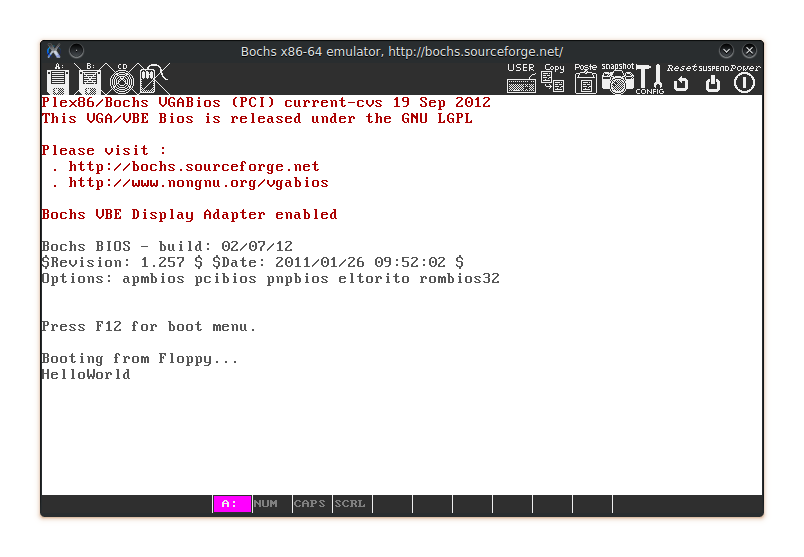 Bochs x86-64 emulator, http://bochs.sourceforge.net/
A: B: CD USER Copy Poste snapshot CONFIG Reset SUSPEND Power
Plex86/Bochs VGABios (PCI) current-cvs 19 Sep 2012
This VGA/VBE Bios is released under the GNU LGPL
Please visit :
. http://bochs.sourceforge.net
. http://www.nongnu.org/vgabios
Bochs VBE Display Adapter enabled
Bochs BIOS - build: 02/07/12
$Revision: 1.257 $ $Date: 2011/01/26 09:52:02 $
Options: apmbios pcibios pnpbios eltorito rombios32
Press F12 for boot menu.
Booting from Floppy...
HelloWorld
A: NUM CAPS SCRL